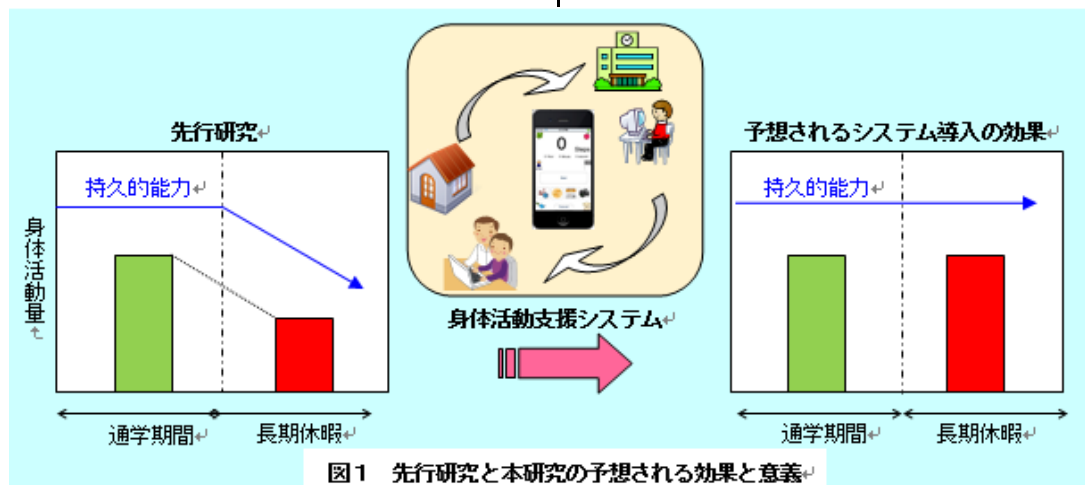 先行研究
持久的能力
身体活動量
通学期間
長期休暇
0
Steps
身体活動支援システム
予想されるシステム導入の効果
持久的能力
通学期間
長期休暇
図1 先行研究と本研究の予想される効果と意義